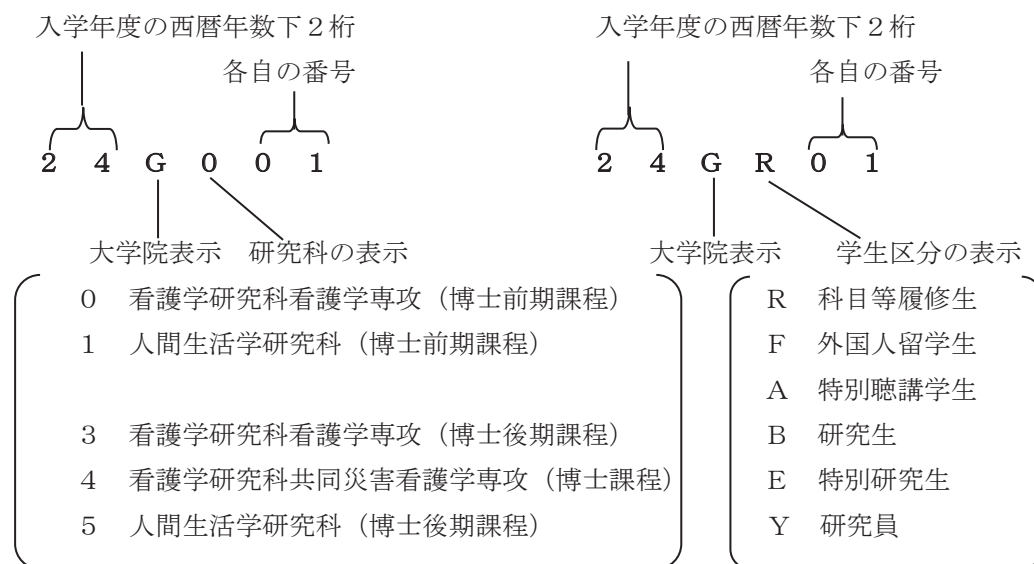 入学年度の西暦年数下２桁
各自の番号
２ ４ Ｇ ０ ０ １
大学院表示 研究科の表示
０ 看護学研究科看護学専攻（博士前期課程）
１ 人間生活学研究科（博士前期課程）
３ 看護学研究科看護学専攻（博士後期課程）
４ 看護学研究科共同災害看護学専攻（博士課程）
５ 人間生活学研究科（博士後期課程）
入学年度の西暦年数下２桁
各自の番号
２ ４ Ｇ Ｒ ０ １
大学院表示 学生区分の表示
Ｒ 科目等履修生
Ｆ 外国人留学生
Ａ 特別聴講学生
Ｂ 研究生
Ｅ 特別研究生
Ｙ 研究員